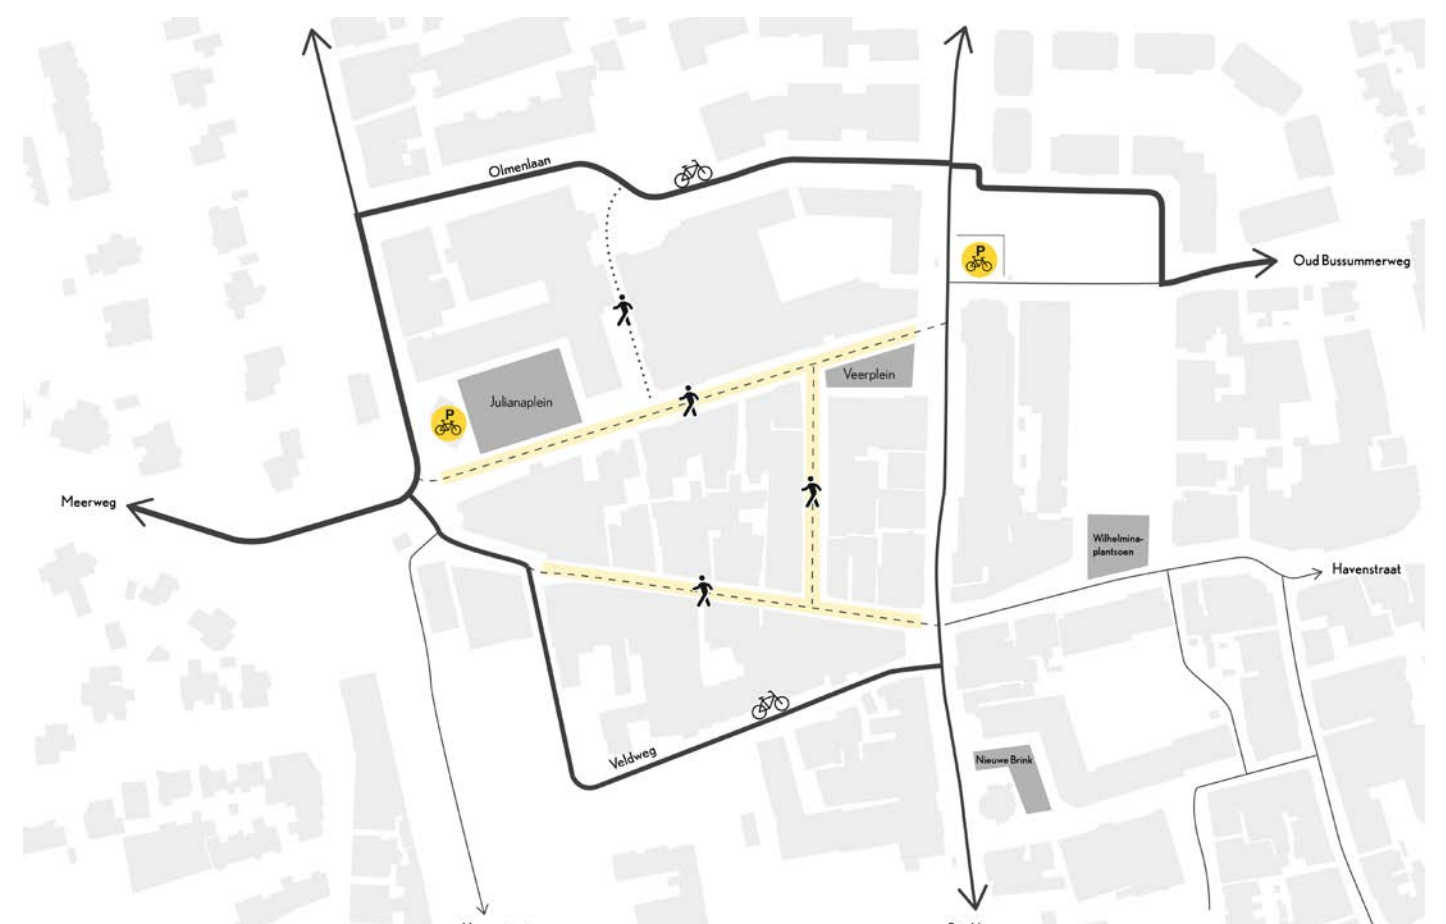 Olmenlaan
P
Oud Bussummerweg
Veerplein
Julianaplein
P
Meerweg
Wilhelmina-
plantsoen
Havenstraat
Nieuwe Brink
Veldweg